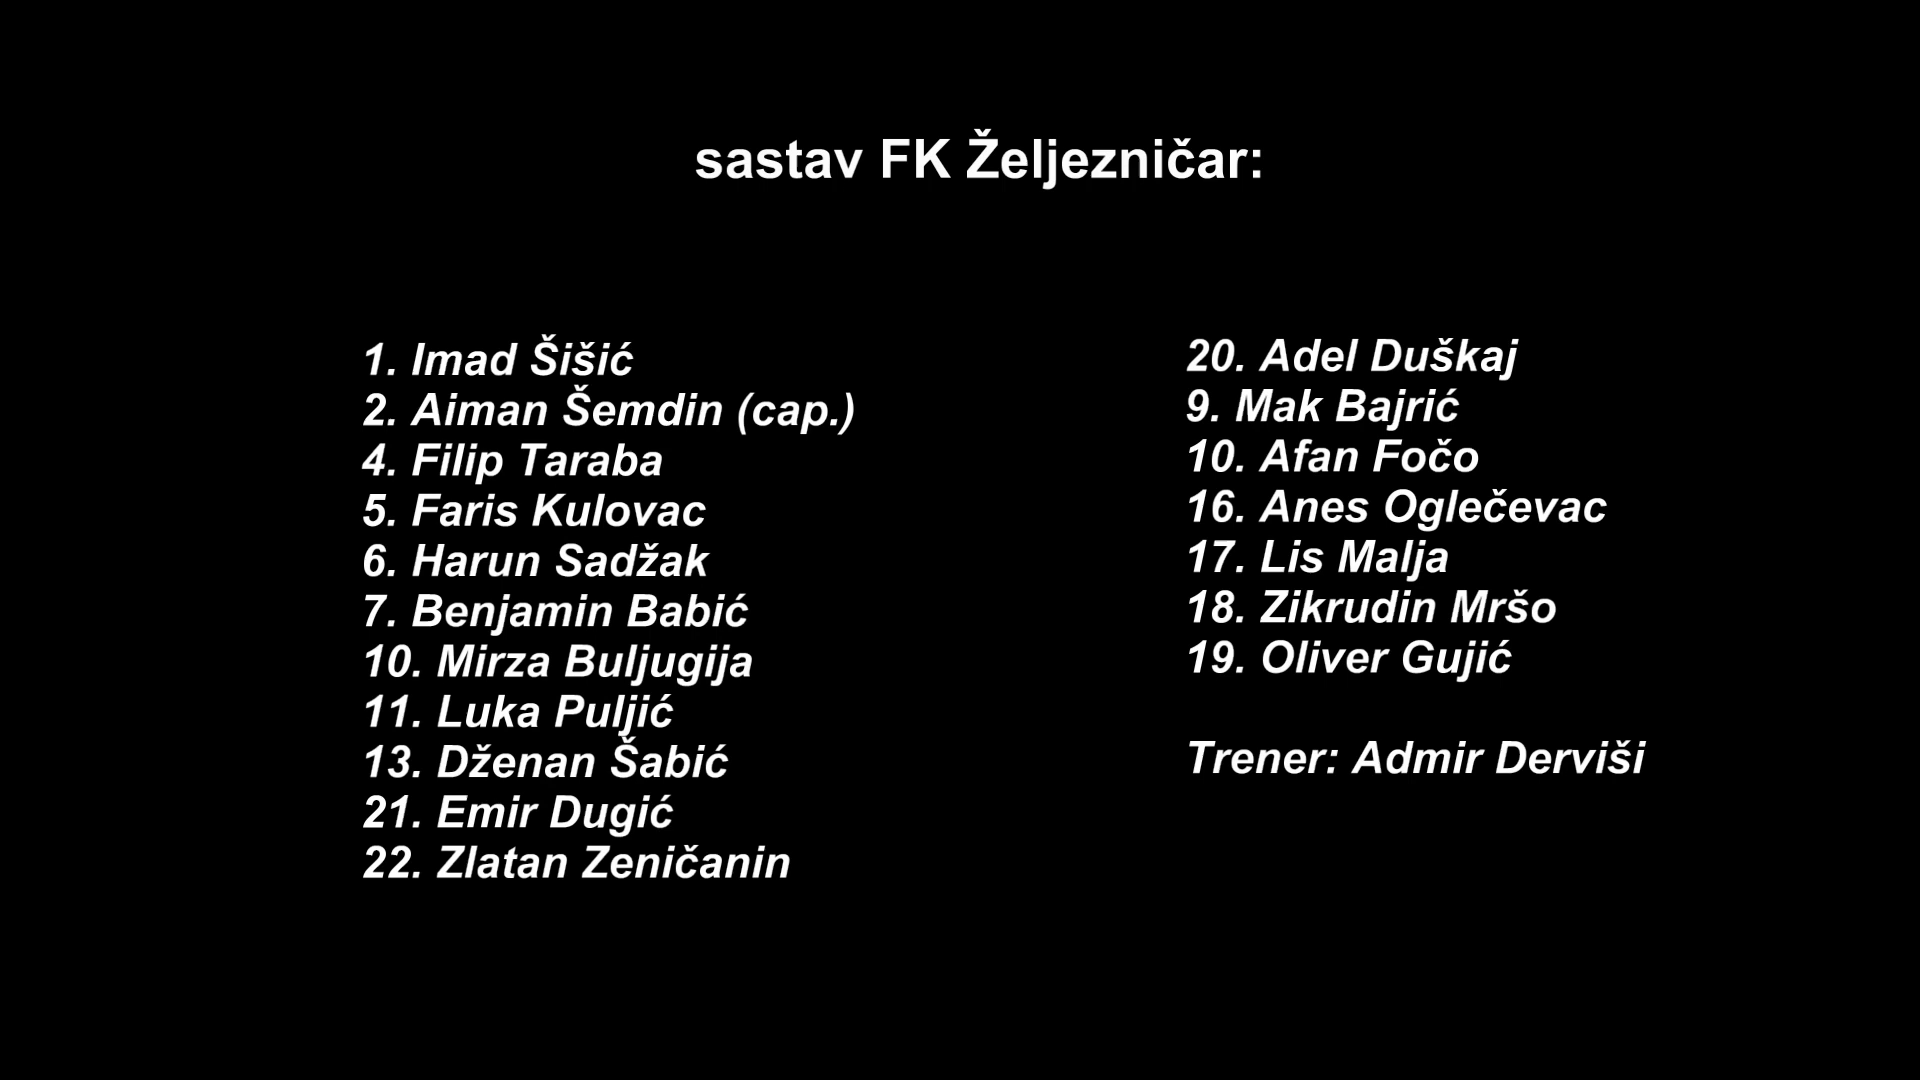 sastav FK Željezničar:
1. Imad Šišić
2. Aiman Šemdin (cap.)
4. Filip Taraba
5. Faris Kulovac
6. Harun Sadžak
7. Benjamin Babić
10. Mirza Buljugija
11. Luka Puljić
13. Dženan Šabić
21. Emir Dugić
22. Zlatan Zeničanin
20. Adel Duškaj
9. Mak Bajrić
10. Afan Fočo
16. Anes Oglečevac
17. Lis Malja
18. Zikrudin Mršo
19. Oliver Gujić
Trener: Admir Derviši